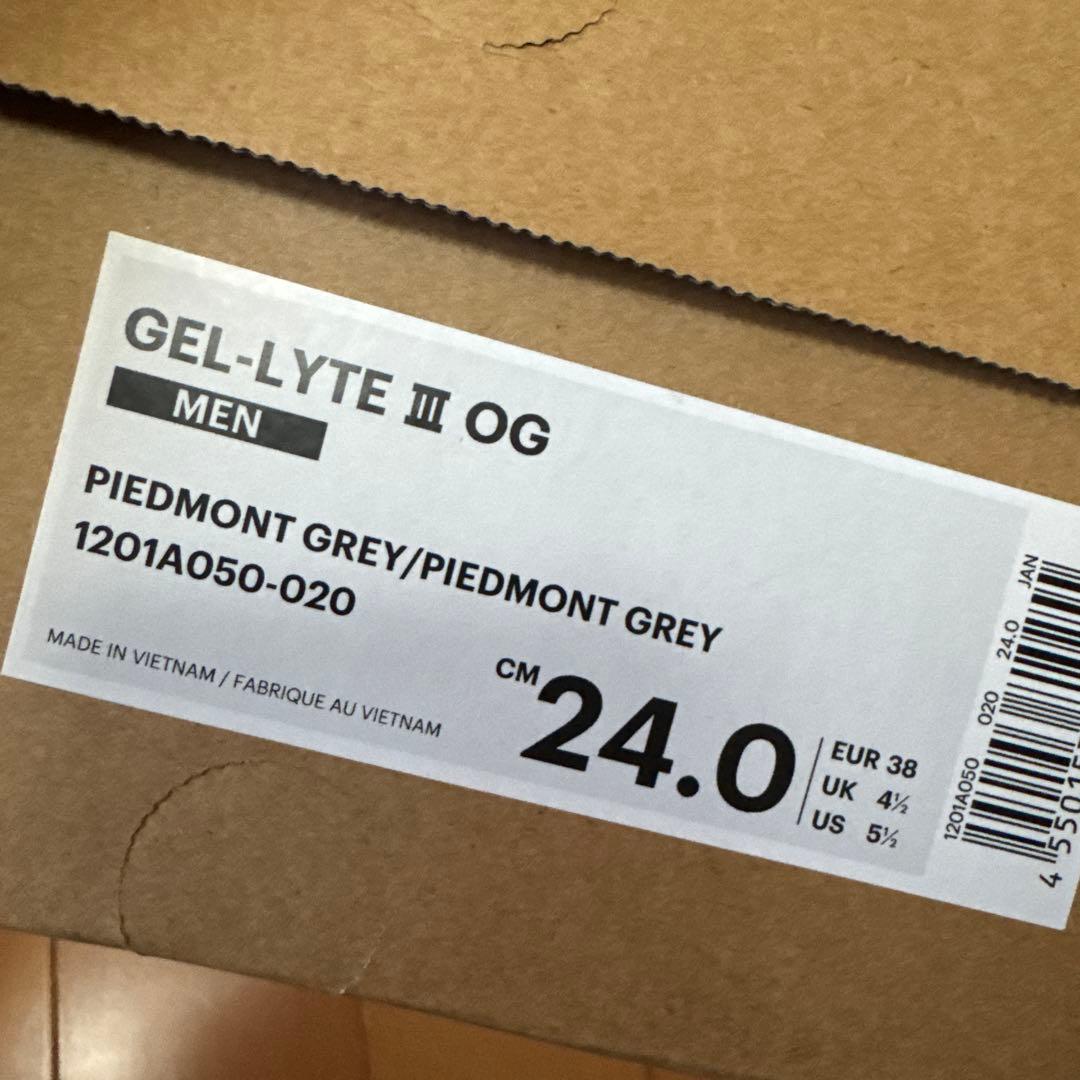 GEL-LYTE III OG
MEN
PIEDMONT GREY/PIEDMONT GREY
1201A050-020
MADE IN VIETNAM / FABRIQUE AU VIETNAM
CM 24.0
EUR 38
UK 4½
US 5½
1201A050 020 24.0 JAN